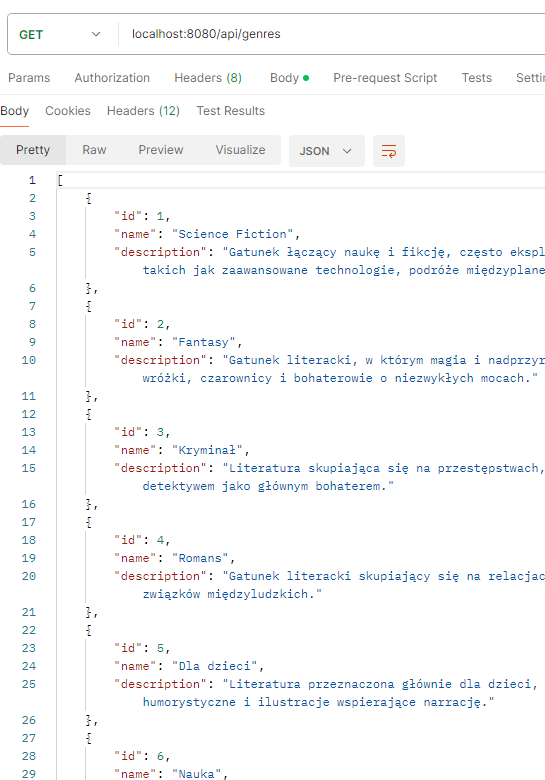 GET localhost:8080/api/genres
Params Authorization Headers (8) Body Pre-request Script Tests
Body Cookies Headers (12) Test Results
Pretty Raw Preview Visualize JSON
1 [
2 {
3 "id": 1,
4 "name": "Science Fiction",
5 "description": "Gatunek łączący naukę i fikcję, często
takich jak zaawansowane technologie, podróże
6 },
7 {
8 "id": 2,
9 "name": "Fantasy",
10 "description": "Gatunek literacki, w którym magia i
wróżki, czarownicy i bohaterowie o niezwykłych mocach."
11 },
12 {
13 "id": 3,
14 "name": "Kryminał",
15 "description": "Literatura skupiająca się na przestępstwach,
detektywem jako głównym bohaterem."
16 },
17 {
18 "id": 4,
19 "name": "Romans",
20 "description": "Gatunek literacki skupiający się na
związków międzyludzkich."
21 },
22 {
23 "id": 5,
24 "name": "Dla dzieci",
25 "description": "Literatura przeznaczona głównie dla dzieci,
humorystyczne i ilustracje wspierające narrację."
26 },
27 {
28 "id": 6,
29 "name": "Nauka",